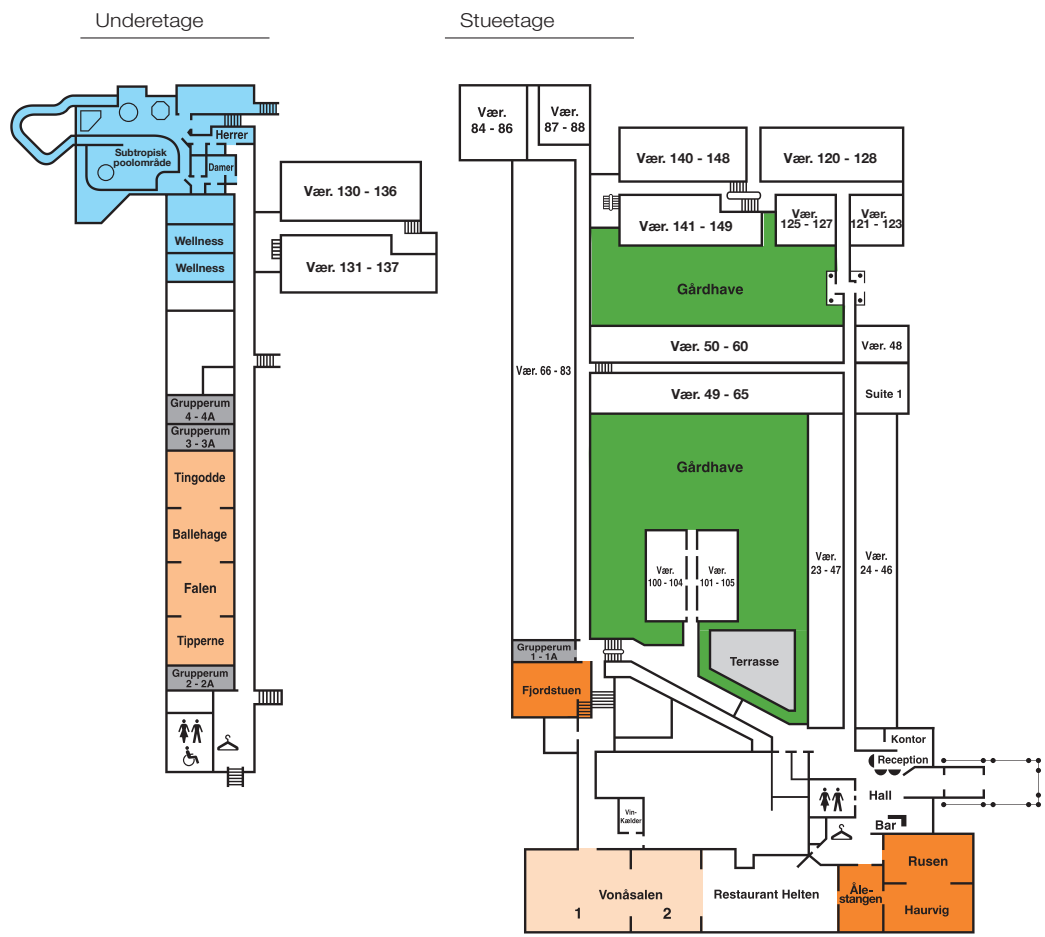 Underetage
Stueetage
Herrer
Subtropisk
poolområde
Damer
Wellness
Wellness
Vær. 130 - 136
Vær. 131 - 137
Grupperum
4 - 4A
Grupperum
3 - 3A
Tingodde
Ballehage
Falen
Tipperne
Grupperum
2 - 2A
Vær.
84 - 86
Vær.
87 - 88
Vær. 140 - 148
Vær. 120 - 128
Vær. 141 - 149
Vær.
125 - 127
Vær.
121 - 123
Gårdhave
Vær. 50 - 60
Vær. 48
Vær. 66 - 83
Vær. 49 - 65
Suite 1
Gårdhave
Vær.
100 - 104
Vær.
101 - 105
Vær.
23 - 47
Vær.
24 - 46
Grupperum
1 - 1A
Terrasse
Fjordstuen
Kontor
Reception
Hall
Vin-
Kælder
Bar
Vonåsalen
1
2
Restaurant Helten
Åle-
stangen
Rusen
Haurvig